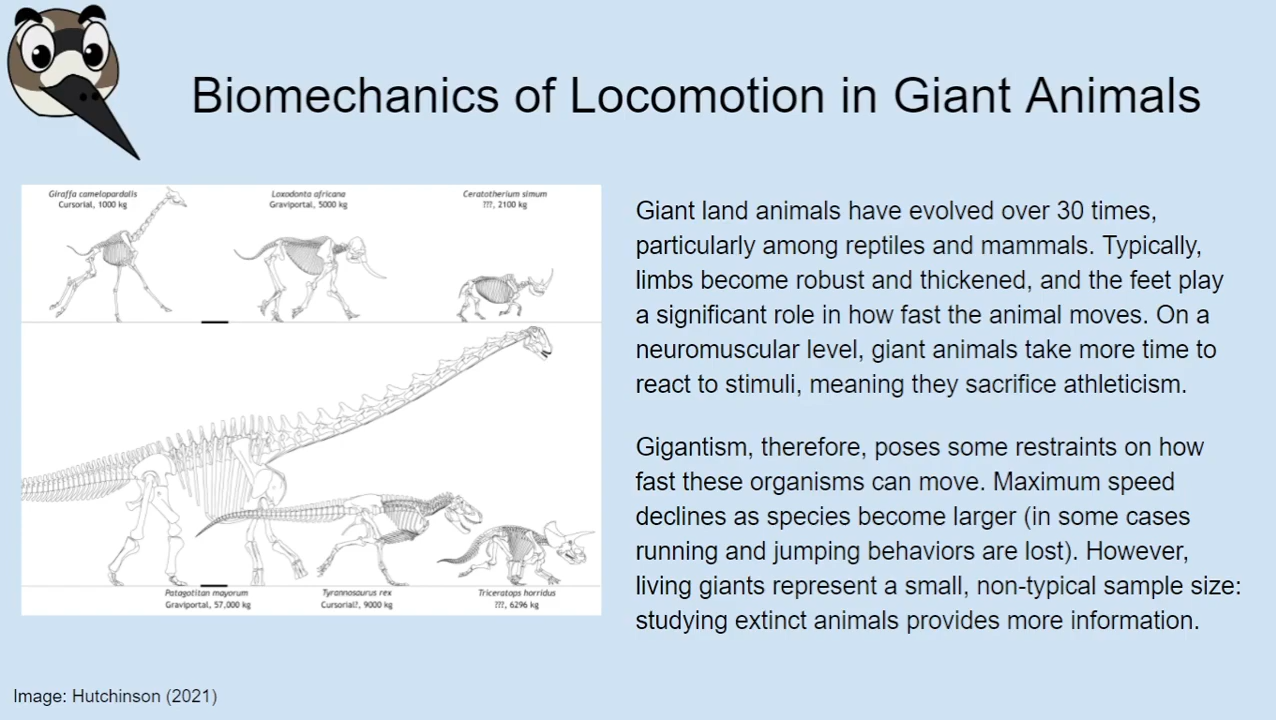 Biomechanics of Locomotion in Giant Animals
Giraffa camelopardalis
Cursorial, 1000 kg
Loxodonta africana
Graviportal, 5000 kg
Ceratotherium simum
???, 2100 kg
Patagotitan mayorum
Graviportal, 57,000 kg
Tyrannosaurus rex
Cursorial?, 9000 kg
Triceratops horridus
???, 6296 kg
Giant land animals have evolved over 30 times,
particularly among reptiles and mammals. Typically,
limbs become robust and thickened, and the feet play
a significant role in how fast the animal moves. On a
neuromuscular level, giant animals take more time to
react to stimuli, meaning they sacrifice athleticism.
Gigantism, therefore, poses some restraints on how
fast these organisms can move. Maximum speed
declines as species become larger (in some cases
running and jumping behaviors are lost). However,
living giants represent a small, non-typical sample size:
studying extinct animals provides more information.
Image: Hutchinson (2021)